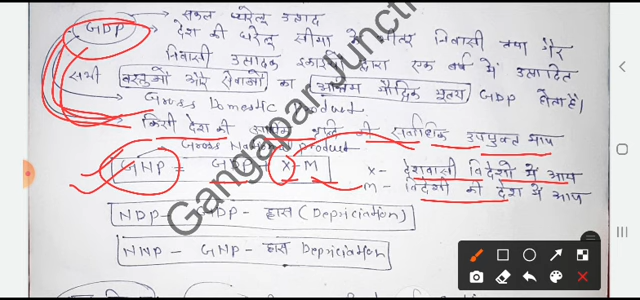 सकल घरेलू उत्पाद
GDP → देश की घरेलू सीमा के भीतर निवासी तथा गैर
निवासी उत्पादक इकाईयों द्वारा एक वर्ष में उत्पादित
सभी वस्तुओं और सेवाओं का अंतिम मौद्रिक मूल्य GDP होता है।
Gross Domestic Product
किसी देश की आर्थिक की सर्वाधिक उपयुक्त माप
Gross National Product
GNP = GDP + X - M
X - देशवासी विदेशों में आय
M - विदेशी की देश में आय
NDP - GDP - ह्रास (Depriciation)
NNP - GNP - ह्रास Depriciation
Gangapar Junction